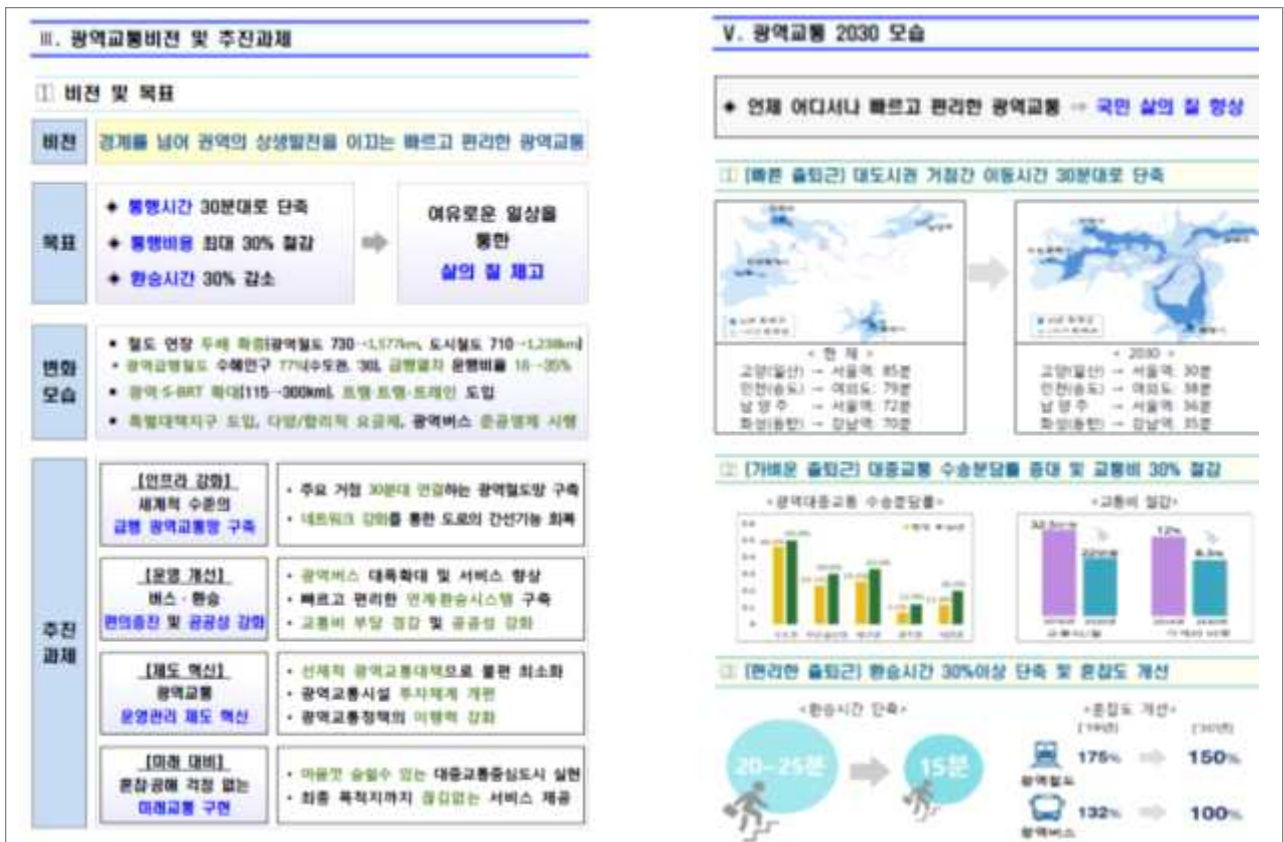 Ⅲ. 광역교통비전 및 추진과제
① 비전 및 목표
비전
경계를 넘어 권역의 상생발전을 이끄는 빠르고 편리한 광역교통
목표
◆ 통행시간 30분대로 단축
◆ 통행비용 최대 30% 절감
◆ 환승시간 30% 감소
여유로운 일상을
통한
삶의 질 제고
변화
모습
• 철도 연장 두배 확충(광역철도 730→1,577km, 도시철도 710→1,238km)
• 광역급행철도 수혜인구 77%(수도권, '30), 급행열차 운행비율 16→35%
• 광역·S-BRT 확대(115→300km), 트램·트램-트레인 도입
• 특별대책지구 도입, 다양/합리적 요금제, 광역버스 준공영제 시행
추진
과제
[인프라 강화]
세계적 수준의
급행 광역교통망 구축
• 주요 거점 30분대 연결하는 광역철도망 구축
• 네트워크 강화를 통한 도로의 간선기능 회복
[운영 개선]
버스·환승
편의증진 및 공공성 강화
• 광역버스 대폭확대 및 서비스 향상
• 빠르고 편리한 연계·환승시스템 구축
• 교통비 부담 경감 및 공공성 강화
[제도 혁신]
광역교통
운영관리 제도 혁신
• 선제적 광역교통대책으로 불편 최소화
• 광역교통시설 투자체계 개편
• 광역교통정책의 이행력 강화
[미래 대비]
혼잡·공해 걱정 없는
미래교통 구현
• 마음껏 숨쉴수 있는 대중교통중심도시 실현
• 최종 목적지까지 끊김없는 서비스 제공
Ⅴ. 광역교통 2030 모습
◆ 언제 어디서나 빠르고 편리한 광역교통 ⇒ 국민 삶의 질 향상
① [빠른 출퇴근] 대도시권 거점간 이동시간 30분대로 단축
< 현 재 >
고양(일산) → 서울역: 85분
인천(송도) → 여의도: 79분
남양주 → 서울역: 72분
화성(동탄) → 강남역: 70분
< 2030 >
고양(일산) → 서울역: 30분
인천(송도) → 여의도: 38분
남양주 → 서울역: 36분
화성(동탄) → 강남역: 35분
② [가벼운 출퇴근] 대중교통 수송분담률 증대 및 교통비 30% 절감
<광역대중교통 수송분담률>
<교통비 절감>
12%
8.3%
③ [편리한 출퇴근] 환승시간 30%이상 단축 및 혼잡도 개선
<환승시간 단축>
20~25분
15분
<혼잡도 개선>
175%
150%
광역철도
132%
100%
광역버스